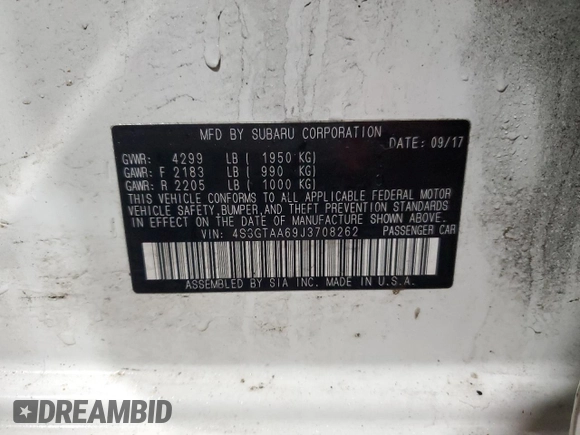 MFD BY SUBARU CORPORATION
DATE: 09/17
GVWR: 4299 LB ( 1950 KG)
GAWR: F 2183 LB ( 990 KG)
GAWR: R 2205 LB ( 1000 KG)
THIS VEHICLE CONFORMS TO ALL APPLICABLE FEDERAL MOTOR
VEHICLE SAFETY,BUMPER,AND THEFT PREVENTION STANDARDS
IN EFFECT ON THE DATE OF MANUFACTURE SHOWN ABOVE.
VIN: 4S3GTAA69J3708262 PASSENGER CAR
ASSEMBLED BY SIA INC. MADE IN U.S.A.
DREAMBID